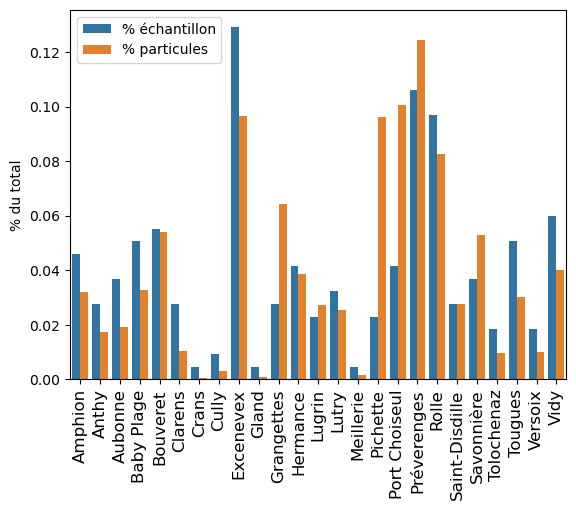 % échantillon
% particules
% du total
0.12
0.10
0.08
0.06
0.04
0.02
0.00
Amphion
Anthy
Aubonne
Baby Plage
Bouveret
Clarens
Crans
Cully
Excenevex
Gland
Grangettes
Hermance
Lugrin
Lutry
Meillerie
Pichette
Port Choiseul
Préverenges
Rolle
Saint-Disdille
Savonnière
Tolochenaz
Tougues
Versoix
Vidy